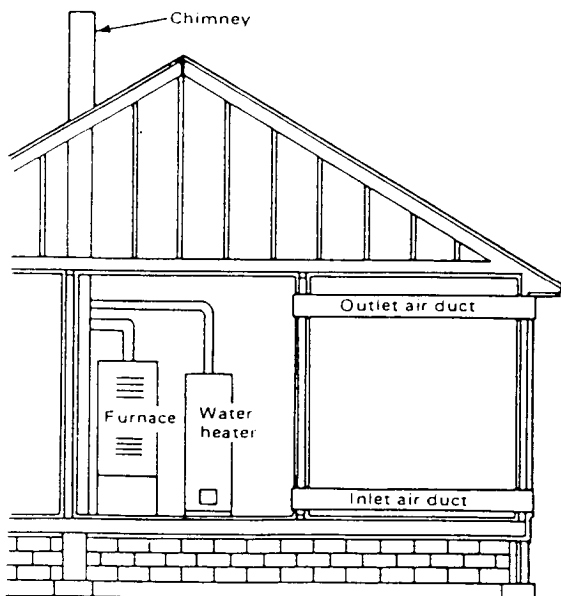 Chimney
Outlet air duct
Furnace
Water
heater
Inlet air duct